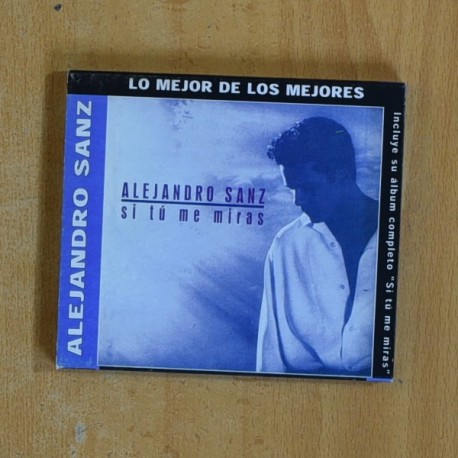 LO MEJOR DE LOS MEJORES
ALEJANDRO SANZ
ALEJANDRO SANZ
si tú me miras
Incluye su álbum completo "Si tú me miras"